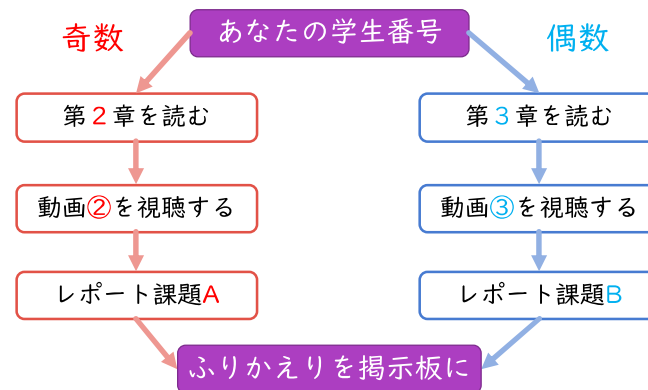 あなたの学生番号
奇数
偶数
第2章を読む
動画②を視聴する
レポート課題A
第3章を読む
動画③を視聴する
レポート課題B
ふりかえりを掲示板に